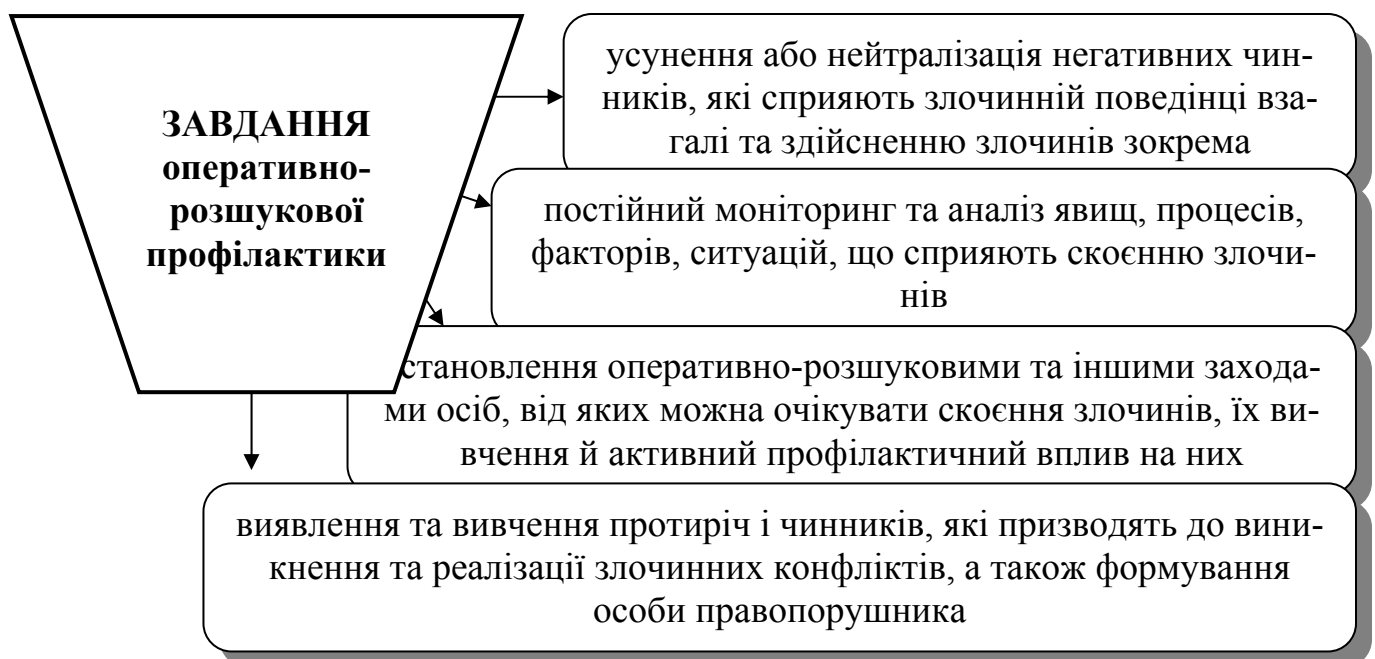 ЗАВДАННЯ
оперативно-
розшукової
профілактики
усунення або нейтралізація негативних чин-
ників, які сприяють злочинній поведінці вза-
галі та здійсненню злочинів зокрема
постійний моніторинг та аналіз явищ, процесів,
факторів, ситуацій, що сприяють скоєнню злочи-
нів
становлення оперативно-розшуковими та іншими захода-
ми осіб, від яких можна очікувати скоєння злочинів, їх ви-
вчення й активний профілактичний вплив на них
виявлення та вивчення протиріч і чинників, які призводять до вини-
кнення та реалізації злочинних конфліктів, а також формування
особи правопорушника